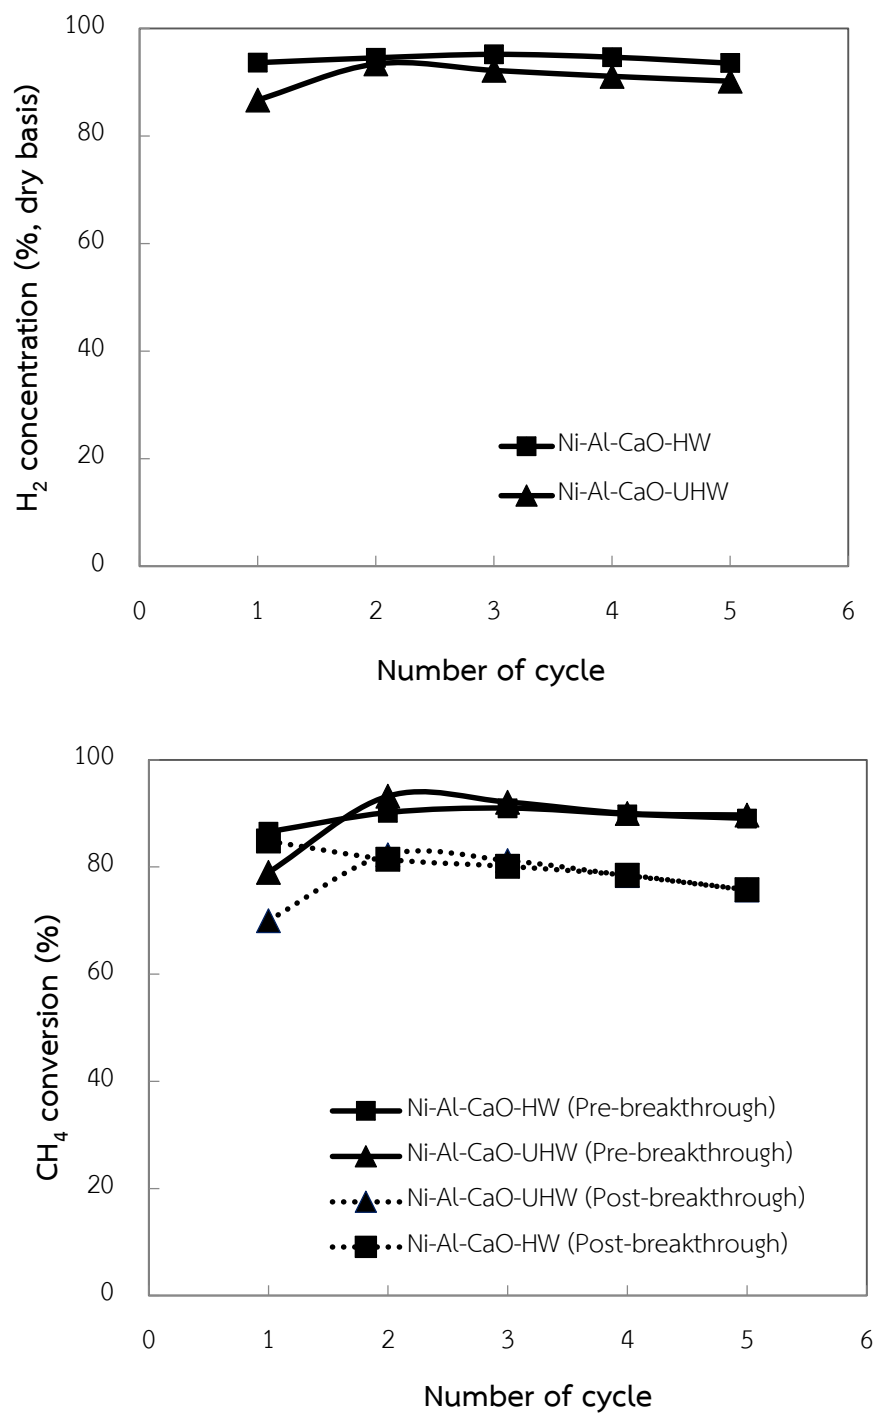 100
80
60
40
20
0
H2 concentration (%, dry basis)
Ni-Al-CaO-HW
Ni-Al-CaO-UHW
0 1 2 3 4 5 6
Number of cycle
100
80
60
40
20
0
CH4 conversion (%)
Ni-Al-CaO-HW (Pre-breakthrough)
Ni-Al-CaO-UHW (Pre-breakthrough)
Ni-Al-CaO-UHW (Post-breakthrough)
Ni-Al-CaO-HW (Post-breakthrough)
0 1 2 3 4 5 6
Number of cycle